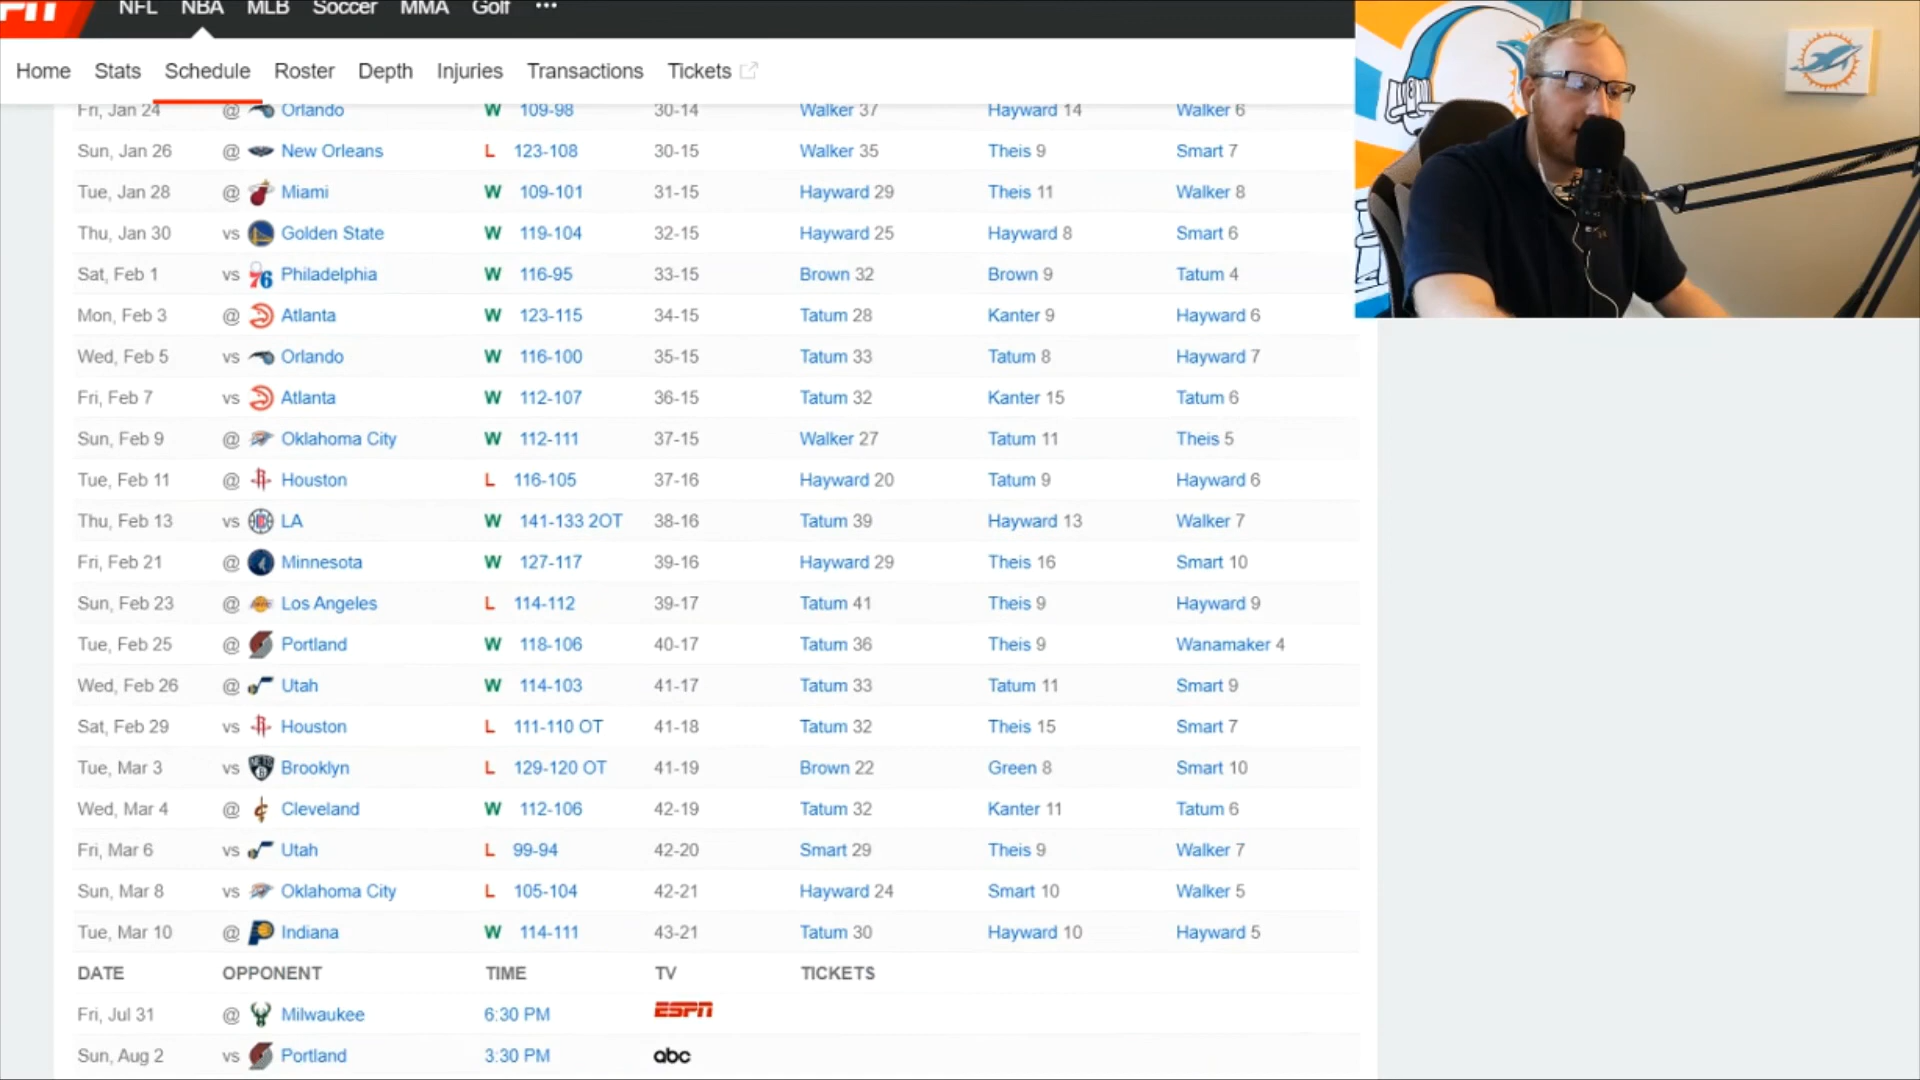 NFL NBA MLB Soccer MMA Golf ...
Home Stats Schedule Roster Depth Injuries Transactions Tickets
Fri, Jan 24 @ Orlando W 109-98 30-14 Walker 37 Hayward 14 Walker 6
Sun, Jan 26 @ New Orleans L 123-108 30-15 Walker 35 Theis 9 Smart 7
Tue, Jan 28 @ Miami W 109-101 31-15 Hayward 29 Theis 11 Walker 8
Thu, Jan 30 vs Golden State W 119-104 32-15 Hayward 25 Hayward 8 Smart 6
Sat, Feb 1 vs 76 Philadelphia W 116-95 33-15 Brown 32 Brown 9 Tatum 4
Mon, Feb 3 @ Atlanta W 123-115 34-15 Tatum 28 Kanter 9 Hayward 6
Wed, Feb 5 vs Orlando W 116-100 35-15 Tatum 33 Tatum 8 Hayward 7
Fri, Feb 7 vs Atlanta W 112-107 36-15 Tatum 32 Kanter 15 Tatum 6
Sun, Feb 9 @ Oklahoma City W 112-111 37-15 Walker 27 Tatum 11 Theis 5
Tue, Feb 11 @ Houston L 116-105 37-16 Hayward 20 Tatum 9 Hayward 6
Thu, Feb 13 vs LA W 141-133 2OT 38-16 Tatum 39 Hayward 13 Walker 7
Fri, Feb 21 @ Minnesota W 127-117 39-16 Hayward 29 Theis 16 Smart 10
Sun, Feb 23 @ Los Angeles L 114-112 39-17 Tatum 41 Theis 9 Hayward 9
Tue, Feb 25 @ Portland W 118-106 40-17 Tatum 36 Theis 9 Wanamaker 4
Wed, Feb 26 @ Utah W 114-103 41-17 Tatum 33 Tatum 11 Smart 9
Sat, Feb 29 vs Houston L 111-110 OT 41-18 Tatum 32 Theis 15 Smart 7
Tue, Mar 3 vs Brooklyn L 129-120 OT 41-19 Brown 22 Green 8 Smart 10
Wed, Mar 4 @ Cleveland W 112-106 42-19 Tatum 32 Kanter 11 Tatum 6
Fri, Mar 6 vs Utah L 99-94 42-20 Smart 29 Theis 9 Walker 7
Sun, Mar 8 vs Oklahoma City L 105-104 42-21 Hayward 24 Smart 10 Walker 5
Tue, Mar 10 @ Indiana W 114-111 43-21 Tatum 30 Hayward 10 Hayward 5
DATE OPPONENT TIME TV TICKETS
Fri, Jul 31 @ Milwaukee 6:30 PM ESPN
Sun, Aug 2 vs Portland 3:30 PM abc